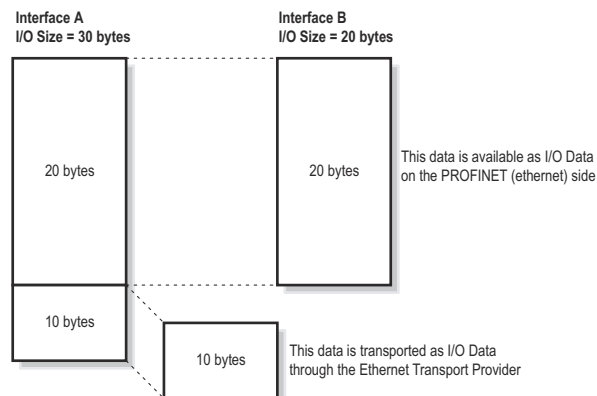 Interface A
I/O Size = 30 bytes
Interface B
I/O Size = 20 bytes
20 bytes
20 bytes
This data is available as I/O Data
on the PROFINET (ethernet) side
10 bytes
10 bytes
This data is transported as I/O Data
through the Ethernet Transport Provider